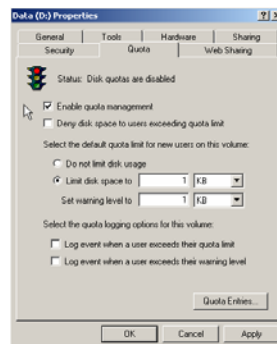 Data (D:) Properties
General Tools Hardware Sharing
Security Quota Web Sharing
Status: Disk quotas are disabled
Enable quota management
Deny disk space to users exceeding quota limit
Select the default quota limit for new users on this volume:
Do not limit disk usage
Limit disk space to 1 KB
Set warning level to 1 KB
Select the quota logging options for this volume:
Log event when a user exceeds their quota limit
Log event when a user exceeds their warning level
Quota Entries...
OK Cancel Apply